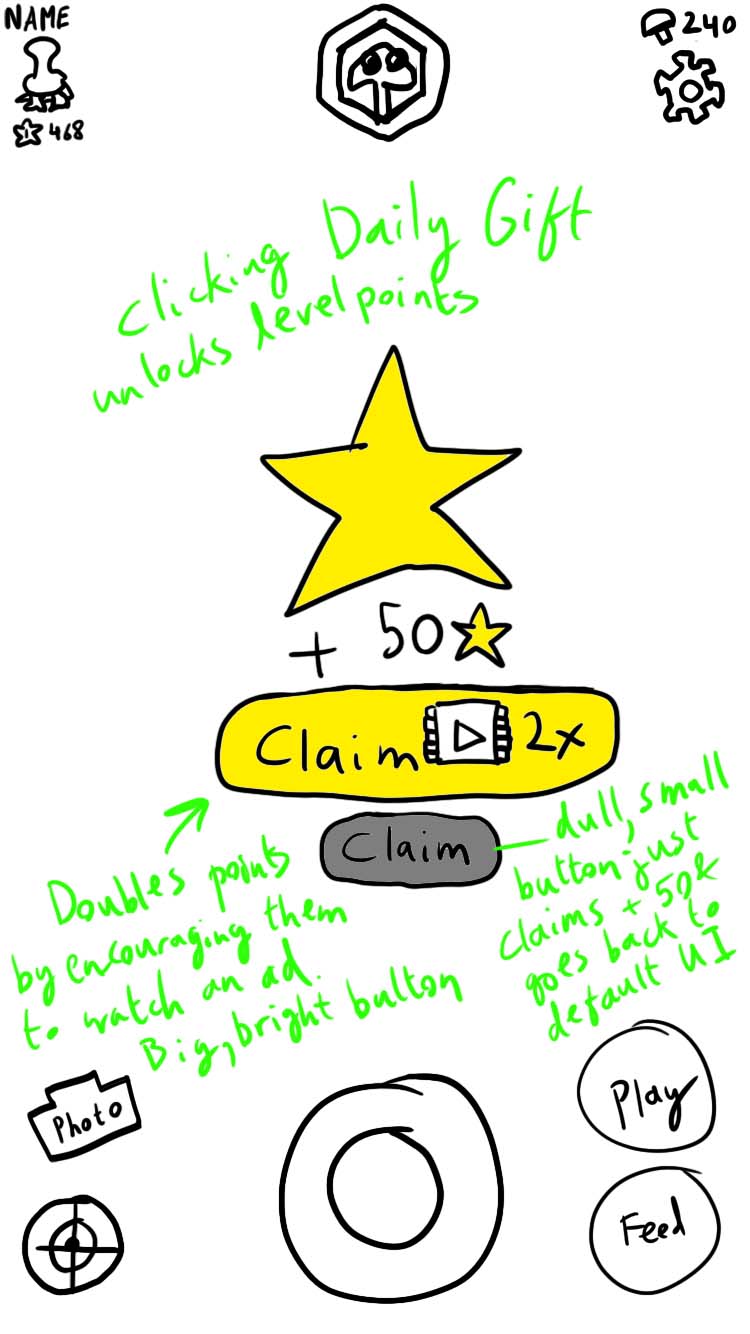 NAME
468
240
clicking Daily Gift
unlocks level points
+ 50
Claim 2x
Claim
Doubles points
by encouraging them
to watch an ad.
Big, bright button
dull, small
button - just
claims + 50 &
goes back to
default UI
Photo
Play
Feed